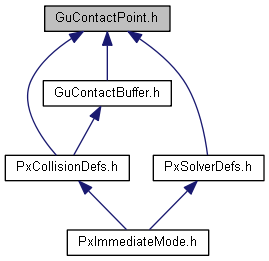 GuContactPoint.h
GuContactBuffer.h
PxCollisionDefs.h
PxSolverDefs.h
PxImmediateMode.h